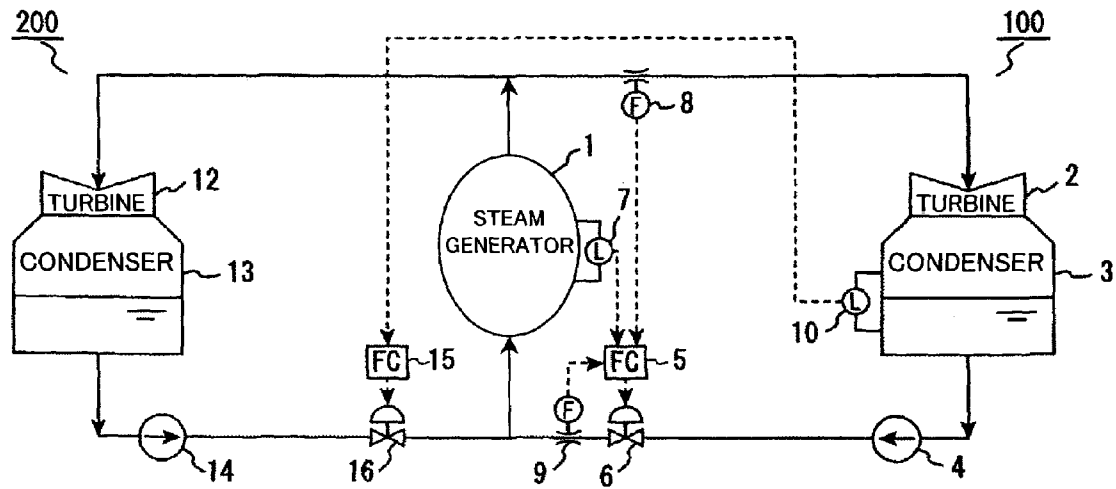 200
100
F
8
1
12
TURBINE
2
TURBINE
STEAM
GENERATOR
7
L
CONDENSER
13
CONDENSER
3
L
10
FC
15
FC
5
F
14
16
9
6
4